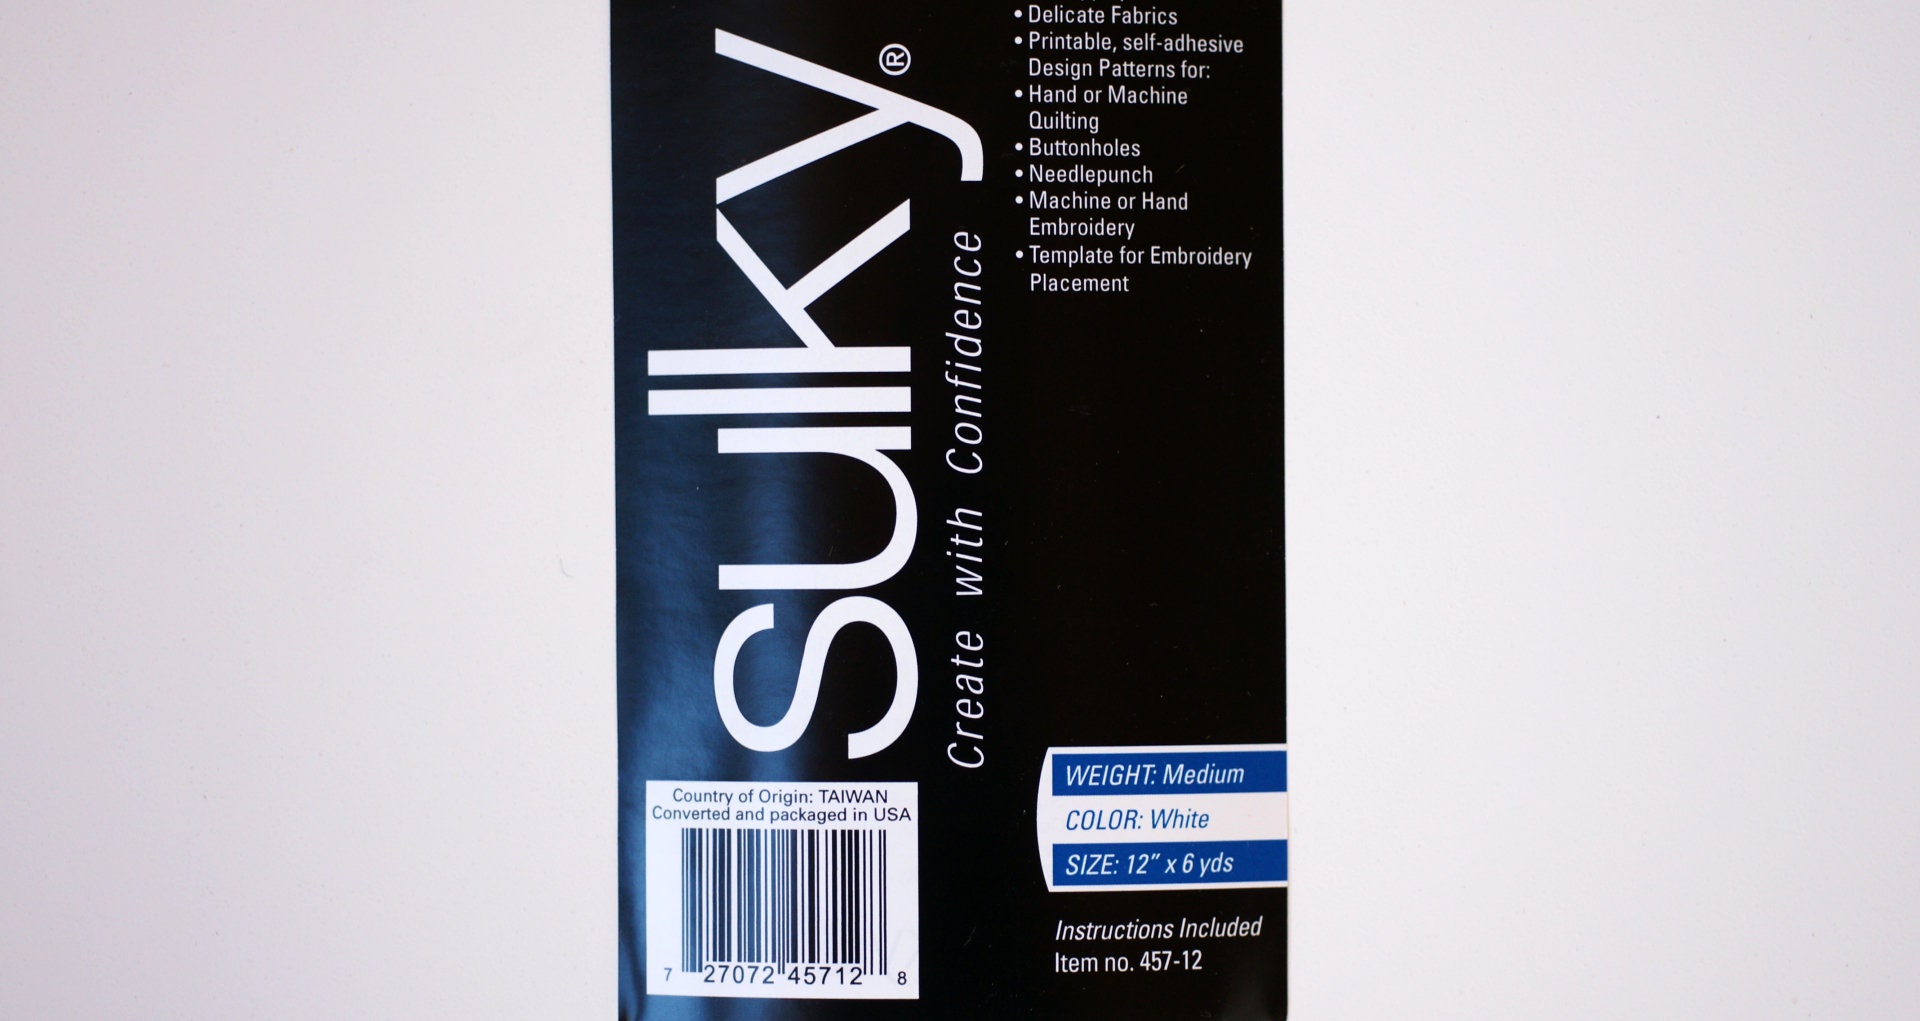 • Delicate Fabrics
• Printable, self-adhesive
Design Patterns for:
• Hand or Machine
Quilting
• Buttonholes
• Needlepunch
• Machine or Hand
Embroidery
• Template for Embroidery
Placement
sulky®
Create with Confidence
WEIGHT: Medium
COLOR: White
SIZE: 12" x 6 yds
Instructions Included
Item no. 457-12
Country of Origin: TAIWAN
Converted and packaged in USA
7 27072 45712 8